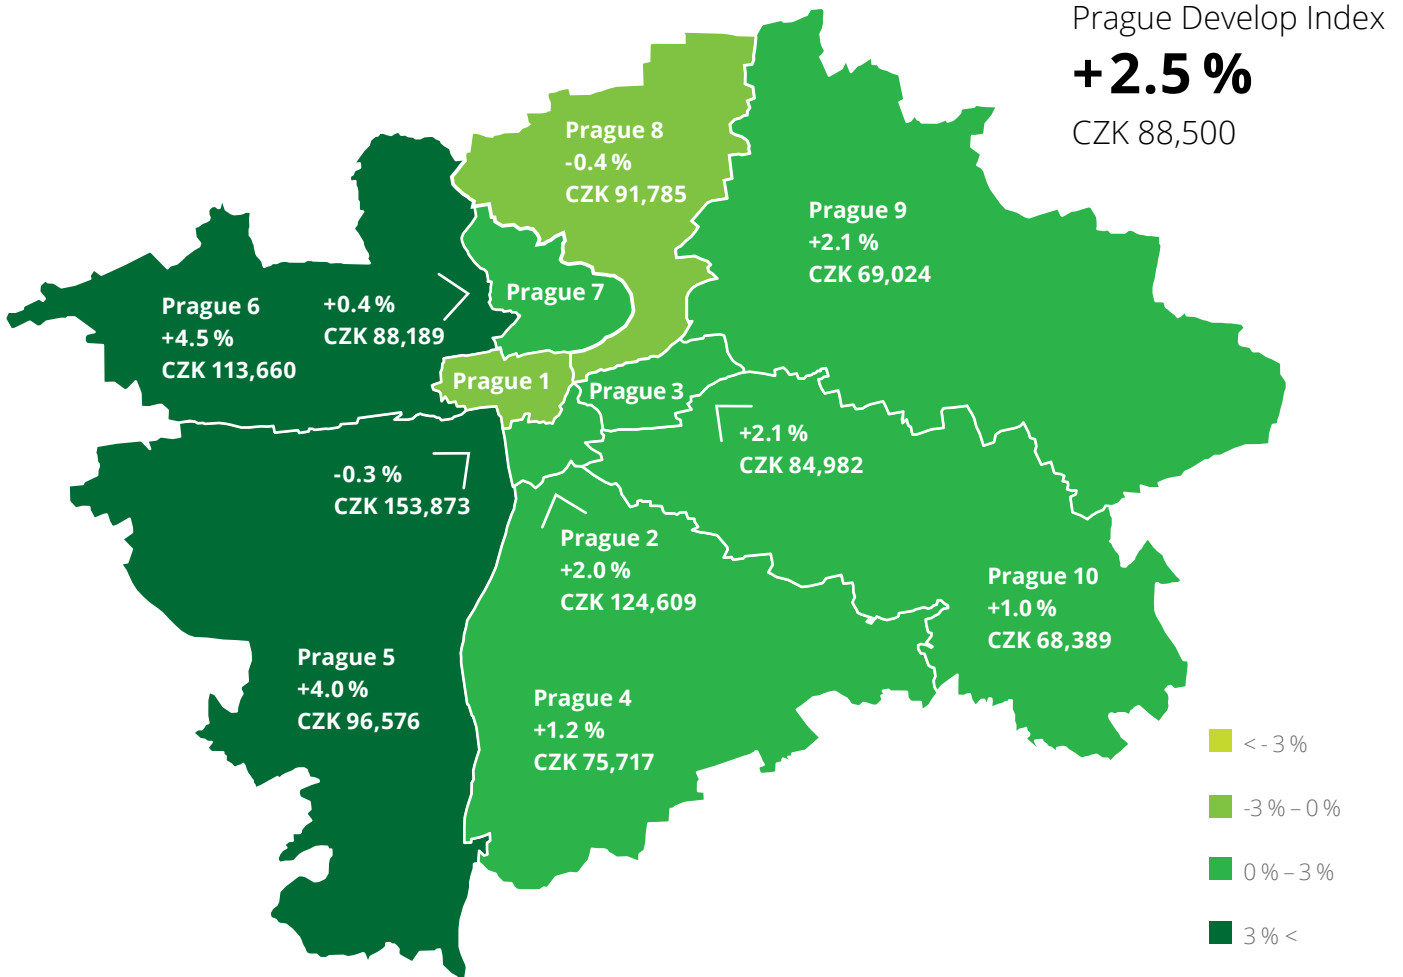 Prague Develop Index
+2.5 %
CZK 88,500
Prague 8
-0.4 %
CZK 91,785
Prague 9
+2.1 %
CZK 69,024
Prague 7
+0.4 %
CZK 88,189
Prague 6
+4.5 %
CZK 113,660
Prague 1
-0.3 %
CZK 153,873
Prague 3
+2.1 %
CZK 84,982
Prague 2
+2.0 %
CZK 124,609
Prague 10
+1.0 %
CZK 68,389
Prague 5
+4.0 %
CZK 96,576
Prague 4
+1.2 %
CZK 75,717
< - 3 %
-3 % – 0 %
0 % – 3 %
3 % <